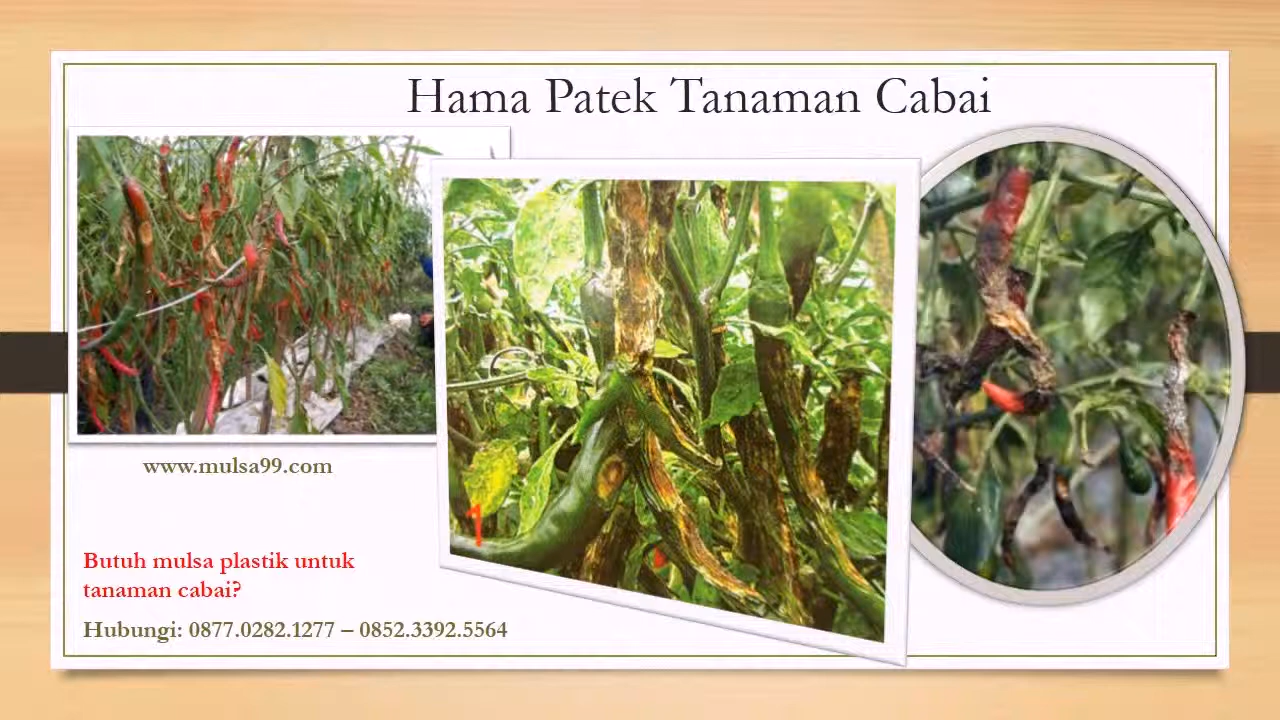 Hama Patek Tanaman Cabai
www.mulsa99.com
1
Butuh mulsa plastik untuk
tanaman cabai?
Hubungi: 0877.0282.1277 – 0852.3392.5564